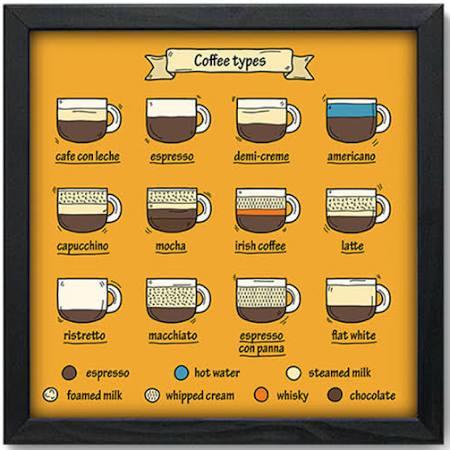 Coffee types
cafe con leche espresso demi-creme americano
capucchino mocha irish coffee latte
ristretto macchiato espresso con panna flat white
espresso hot water steamed milk
foamed milk whipped cream whisky chocolate